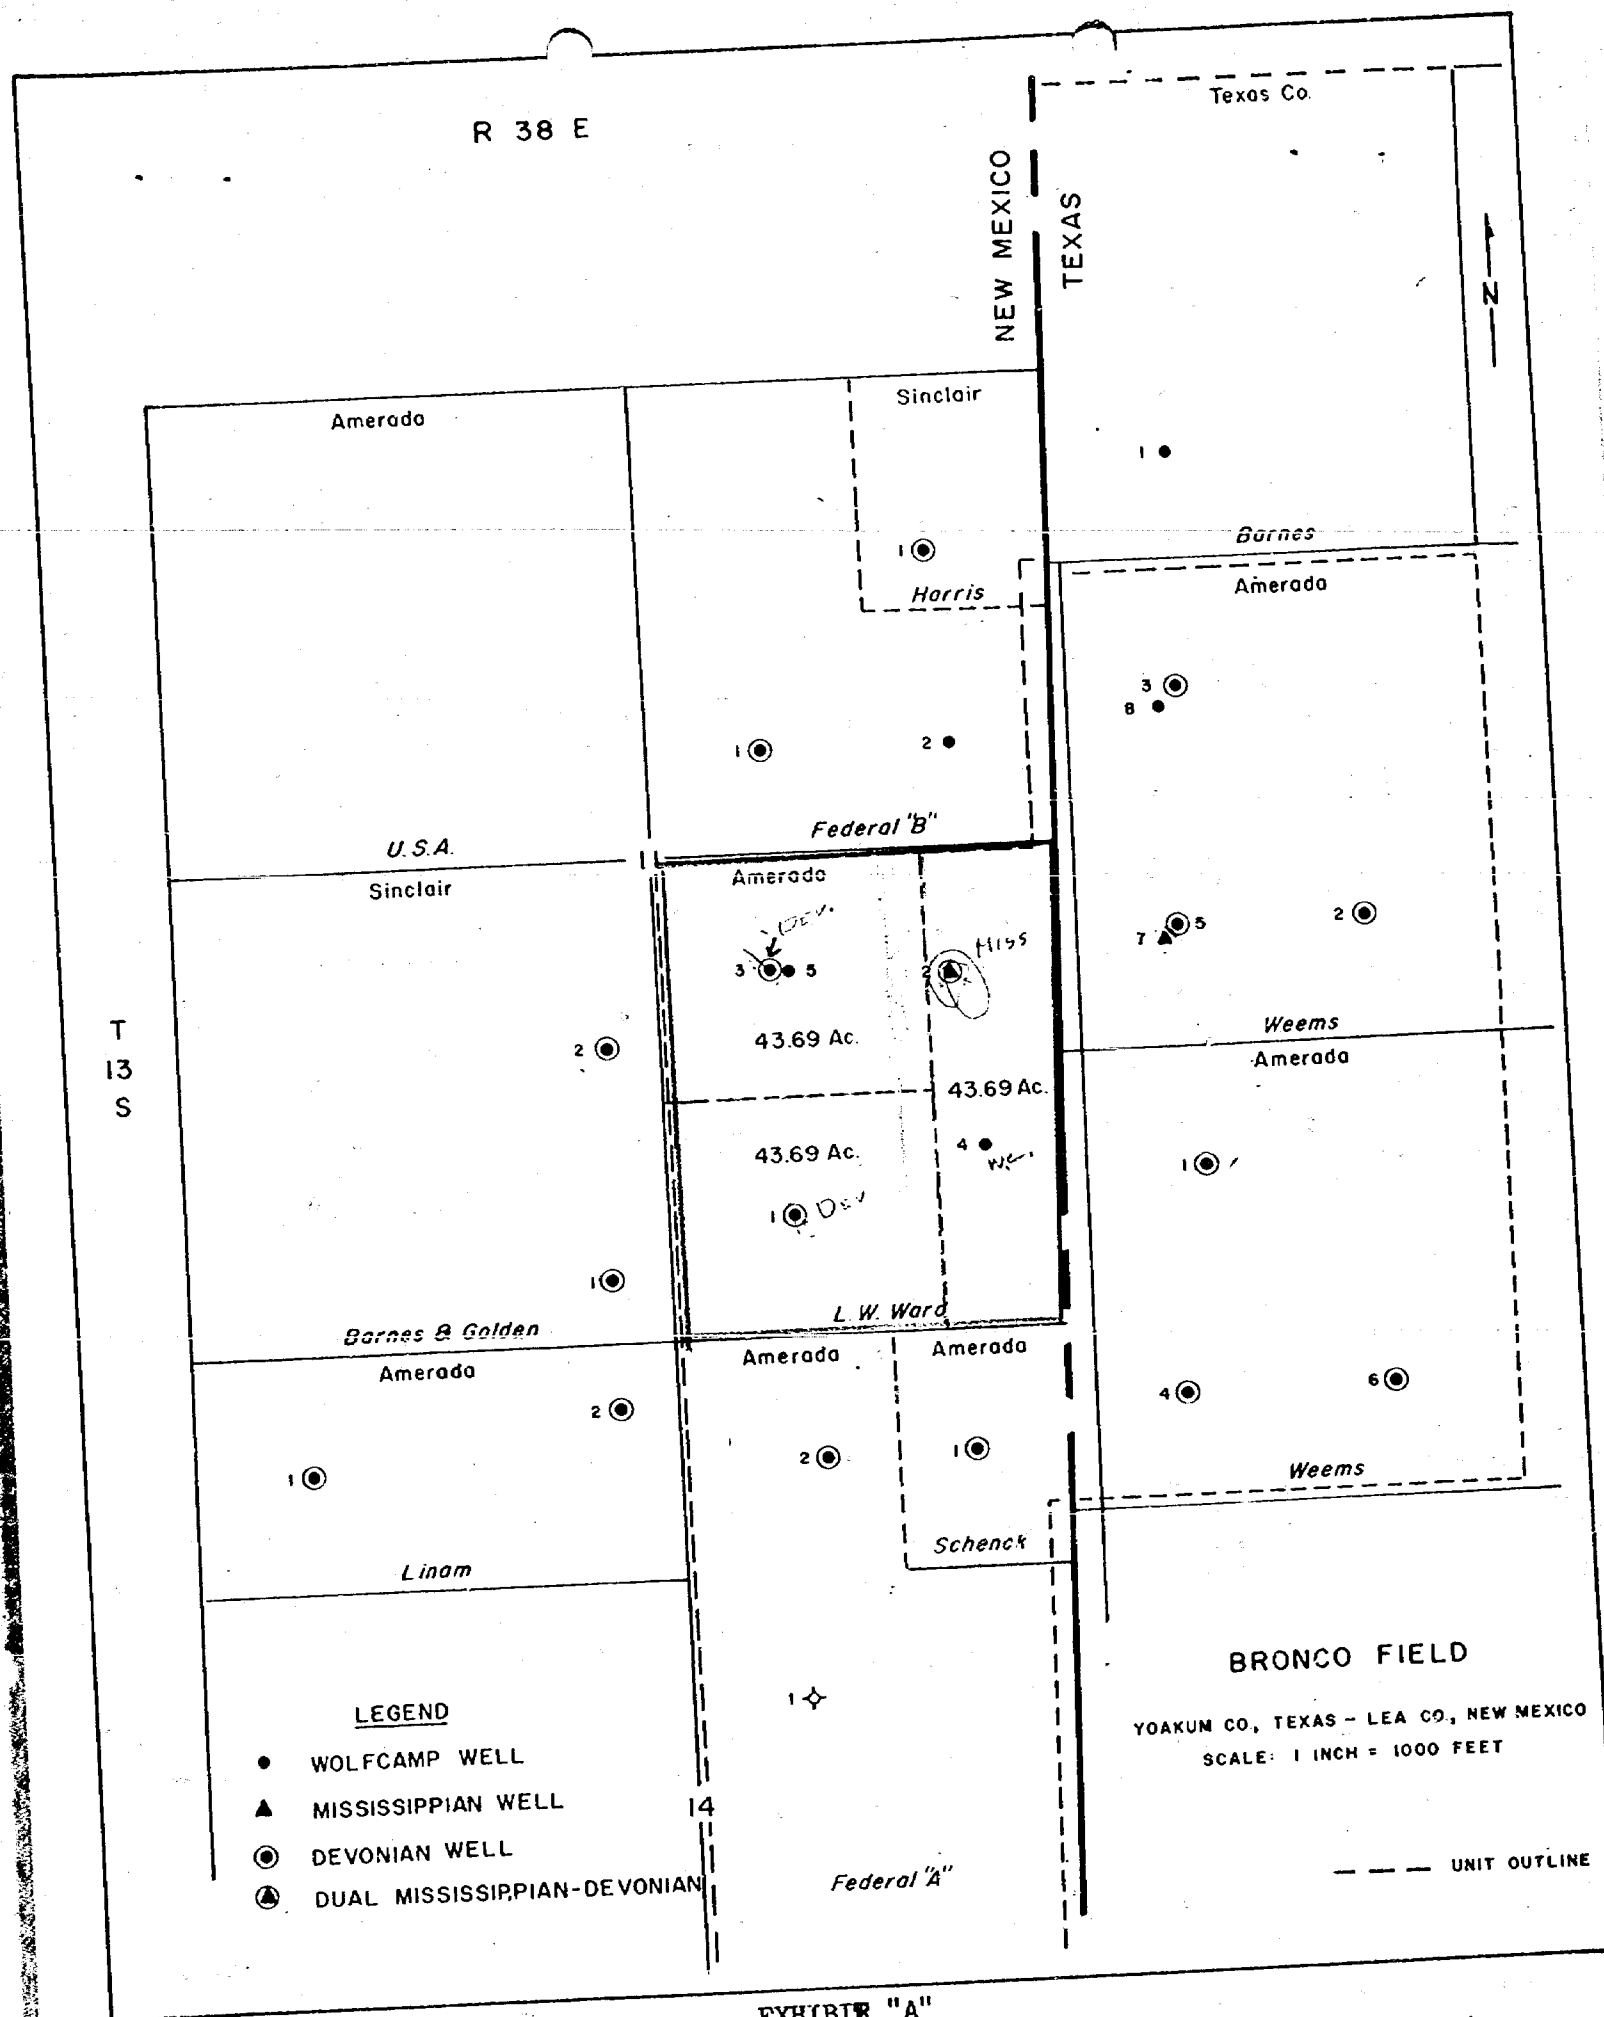 Texas Co.
R 38 E
NEW MEXICO
TEXAS
N
Amerada
Sinclair
1
Barnes
1
Harris
Amerada
3
8
1
2
Federal "B"
U.S.A.
Sinclair
Amerada
DEV.
3
5
2
MISS
7
5
2
43.69 Ac.
Weems
Amerada
T
13
S
2
43.69 Ac.
43.69 Ac.
4
WC.
1
1
DEV
1
L. W. Ward
Barnes & Golden
Amerada
Amerada
Amerada
2
1
2
1
4
6
Weems
Schenck
Linam
1
BRONCO FIELD
YOAKUM CO., TEXAS - LEA CO., NEW MEXICO
SCALE: 1 INCH = 1000 FEET
LEGEND
WOLFCAMP WELL
MISSISSIPPIAN WELL
14
DEVONIAN WELL
DUAL MISSISSIPPIAN-DEVONIAN
Federal "A"
UNIT OUTLINE
EXHIBIT "A"